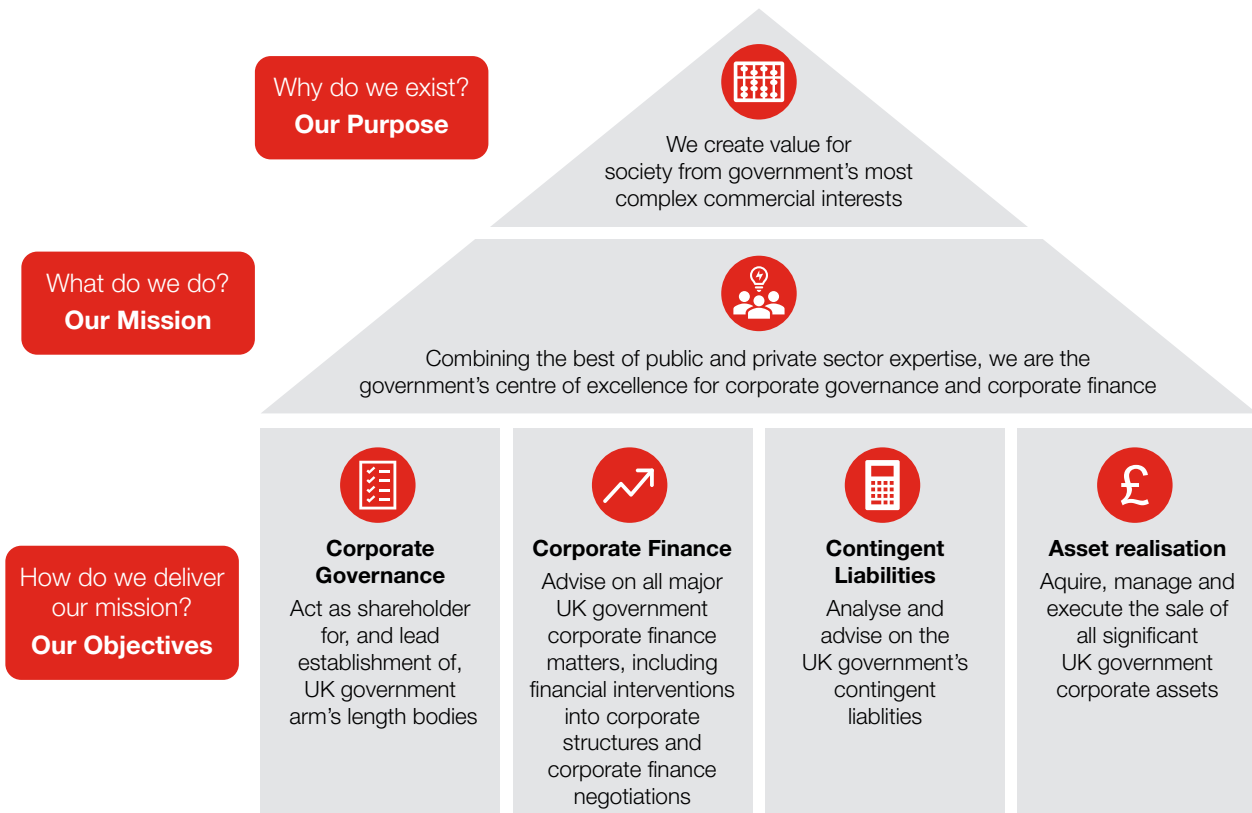 Why do we exist?
Our Purpose
We create value for
society from government's most
complex commercial interests
What do we do?
Our Mission
Combining the best of public and private sector expertise, we are the
government's centre of excellence for corporate governance and corporate finance
How do we deliver
our mission?
Our Objectives
Corporate
Governance
Act as shareholder
for, and lead
establishment of,
UK government
arm's length bodies
Corporate Finance
Advise on all major
UK government
corporate finance
matters, including
financial interventions
into corporate
structures and
corporate finance
negotiations
Contingent
Liabilities
Analyse and
advise on the
UK government's
contingent
liablities
£
Asset realisation
Aquire, manage and
execute the sale of
all significant
UK government
corporate assets